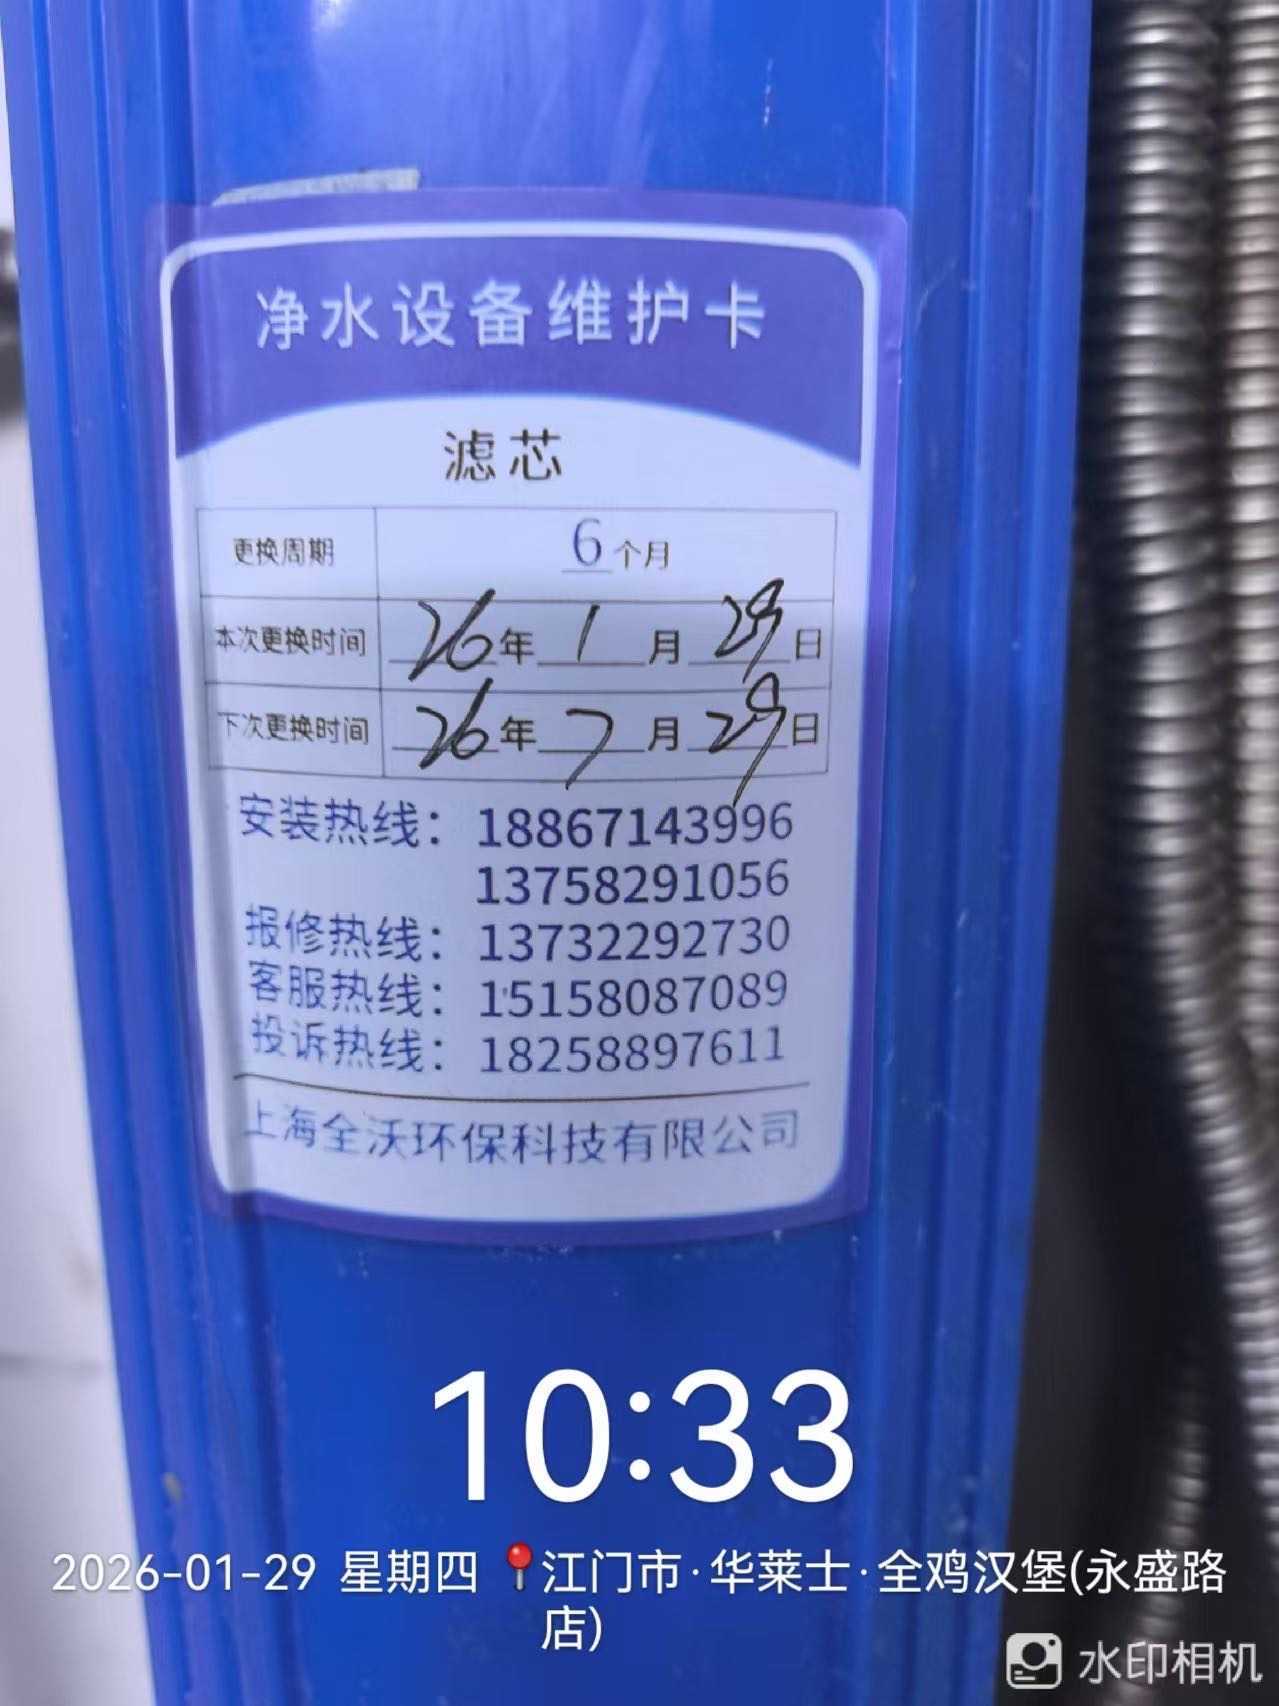 净水设备维护卡
滤芯
更换周期 6个月
本次更换时间 26年1月29日
下次更换时间 26年7月29日
安装热线：18867143996
13758291056
报修热线：13732292730
客服热线：15158087089
投诉热线：18258897611
上海全沃环保科技有限公司
10:33
2026-01-29 星期四 江门市·华莱士·全鸡汉堡(永盛路
店)
水印相机